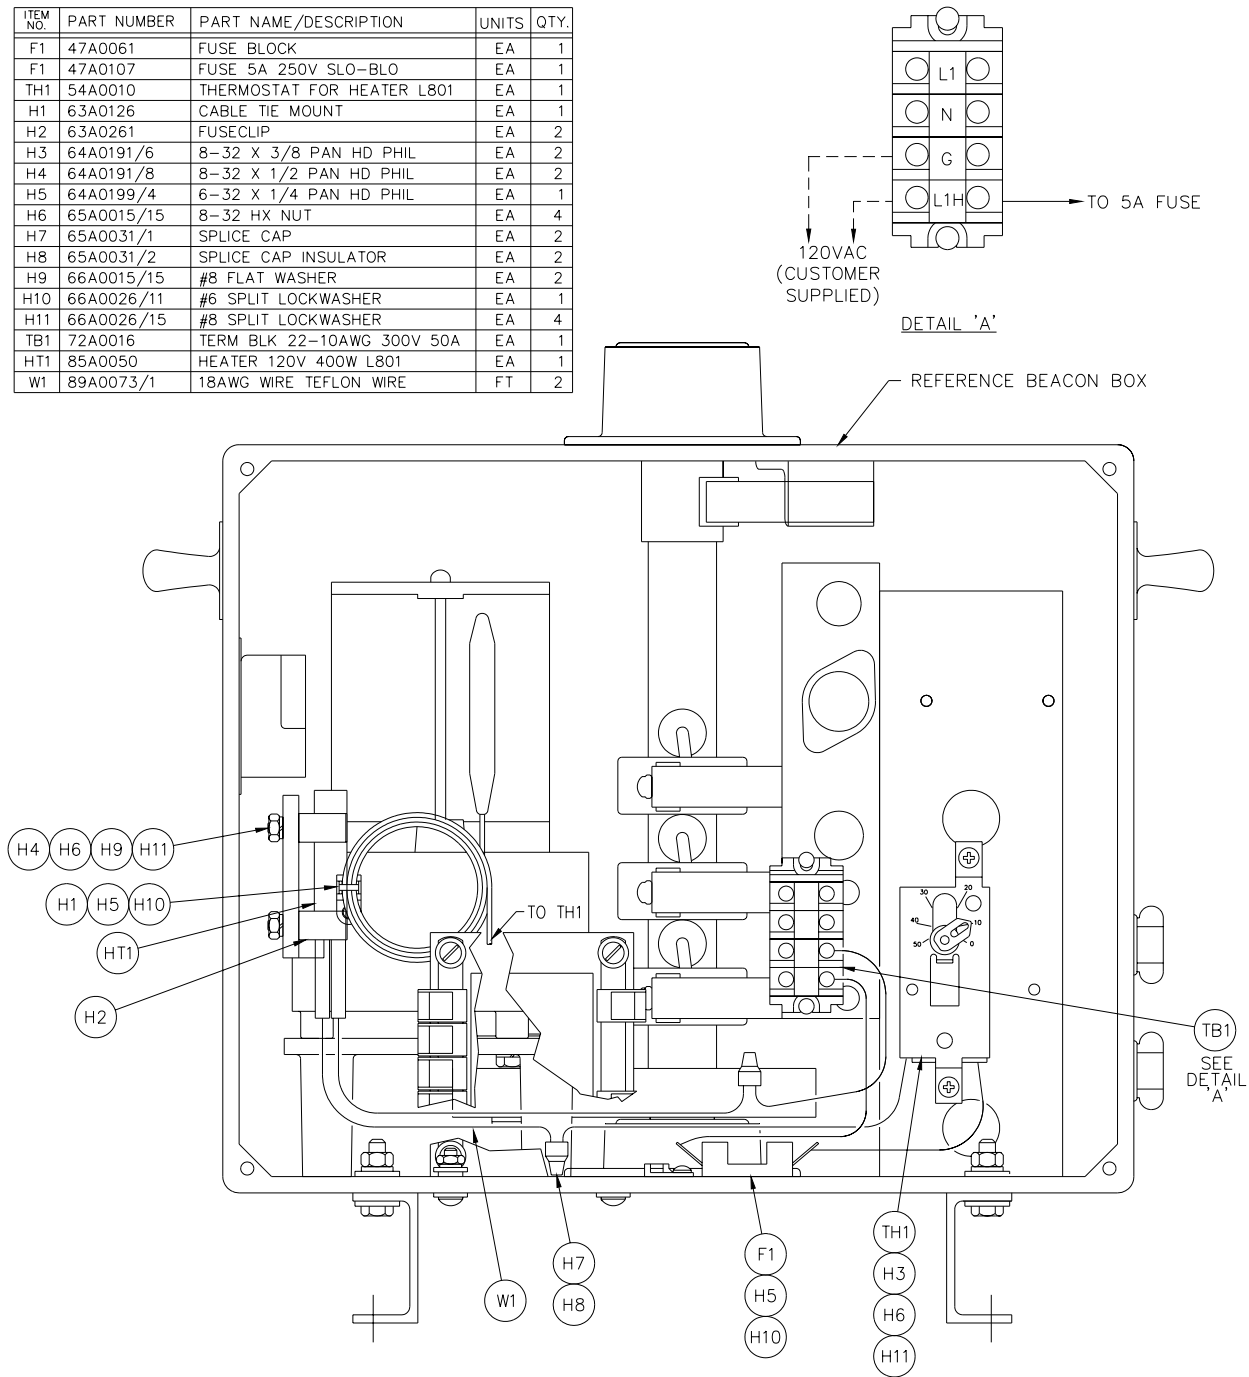 ITEM NO. PART NUMBER PART NAME/DESCRIPTION UNITS QTY.
F1 47A0061 FUSE BLOCK EA 1
F1 47A0107 FUSE 5A 250V SLO-BLO EA 1
TH1 54A0010 THERMOSTAT FOR HEATER L801 EA 1
H1 63A0126 CABLE TIE MOUNT EA 1
H2 63A0261 FUSECLIP EA 2
H3 64A0191/6 8-32 X 3/8 PAN HD PHIL EA 2
H4 64A0191/8 8-32 X 1/2 PAN HD PHIL EA 2
H5 64A0199/4 6-32 X 1/4 PAN HD PHIL EA 1
H6 65A0015/15 8-32 HX NUT EA 4
H7 65A0031/1 SPLICE CAP EA 2
H8 65A0031/2 SPLICE CAP INSULATOR EA 2
H9 66A0015/15 #8 FLAT WASHER EA 2
H10 66A0026/11 #6 SPLIT LOCKWASHER EA 1
H11 66A0026/15 #8 SPLIT LOCKWASHER EA 4
TB1 72A0016 TERM BLK 22-10AWG 300V 50A EA 1
HT1 85A0050 HEATER 120V 400W L801 EA 1
W1 89A0073/1 18AWG WIRE TEFLON WIRE FT 2
L1
N
G
L1H
TO 5A FUSE
120VAC
(CUSTOMER
SUPPLIED)
DETAIL 'A'
REFERENCE BEACON BOX
H4 H6 H9 H11
H1 H5 H10
HT1
H2
TO TH1
30 20
40 10
50 0
TB1
SEE
DETAIL
'A'
W1
H7
H8
F1
H5
H10
TH1
H3
H6
H11